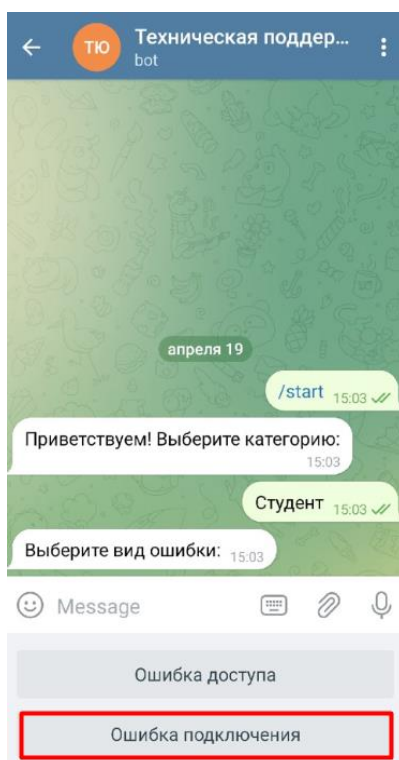 ТЮ
Техническая поддер...
bot
апреля 19
/start 15:03
Приветствуем! Выберите категорию:
15:03
Студент 15:03
Выберите вид ошибки: 15:03
Message
Ошибка доступа
Ошибка подключения